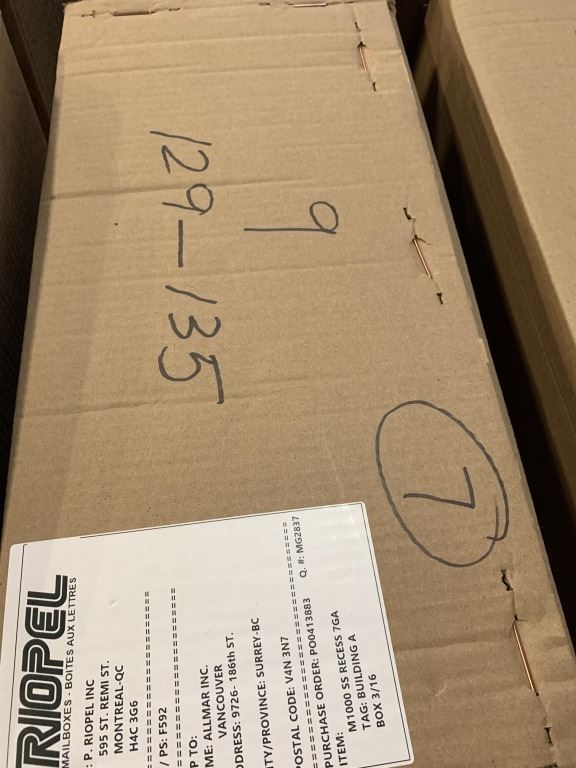 9
129-135
7
RIOPEL
MAILBOXES - BOITES AUX LETTRES
: P. RIOPEL INC
595 ST. REMI ST.
MONTREAL-QC
H4C 3G6
==================
/ PS: F592
==================
P TO:
ME: ALLMAR INC.
VANCOUVER
DDRESS: 9726- 186th ST.
TY/PROVINCE: SURREY-BC
OSTAL CODE: V4N 3N7
==================
PURCHASE ORDER: PO0413883 Q. #: MG2837
ITEM:
M1000 SS RECESS 7GA
TAG: BUILDING A
BOX 3/16